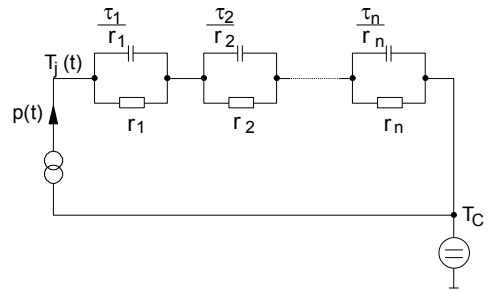 τ1/r1 τ2/r2 τn/rn
Tj (t)
p(t) r1 r2 rn
TC